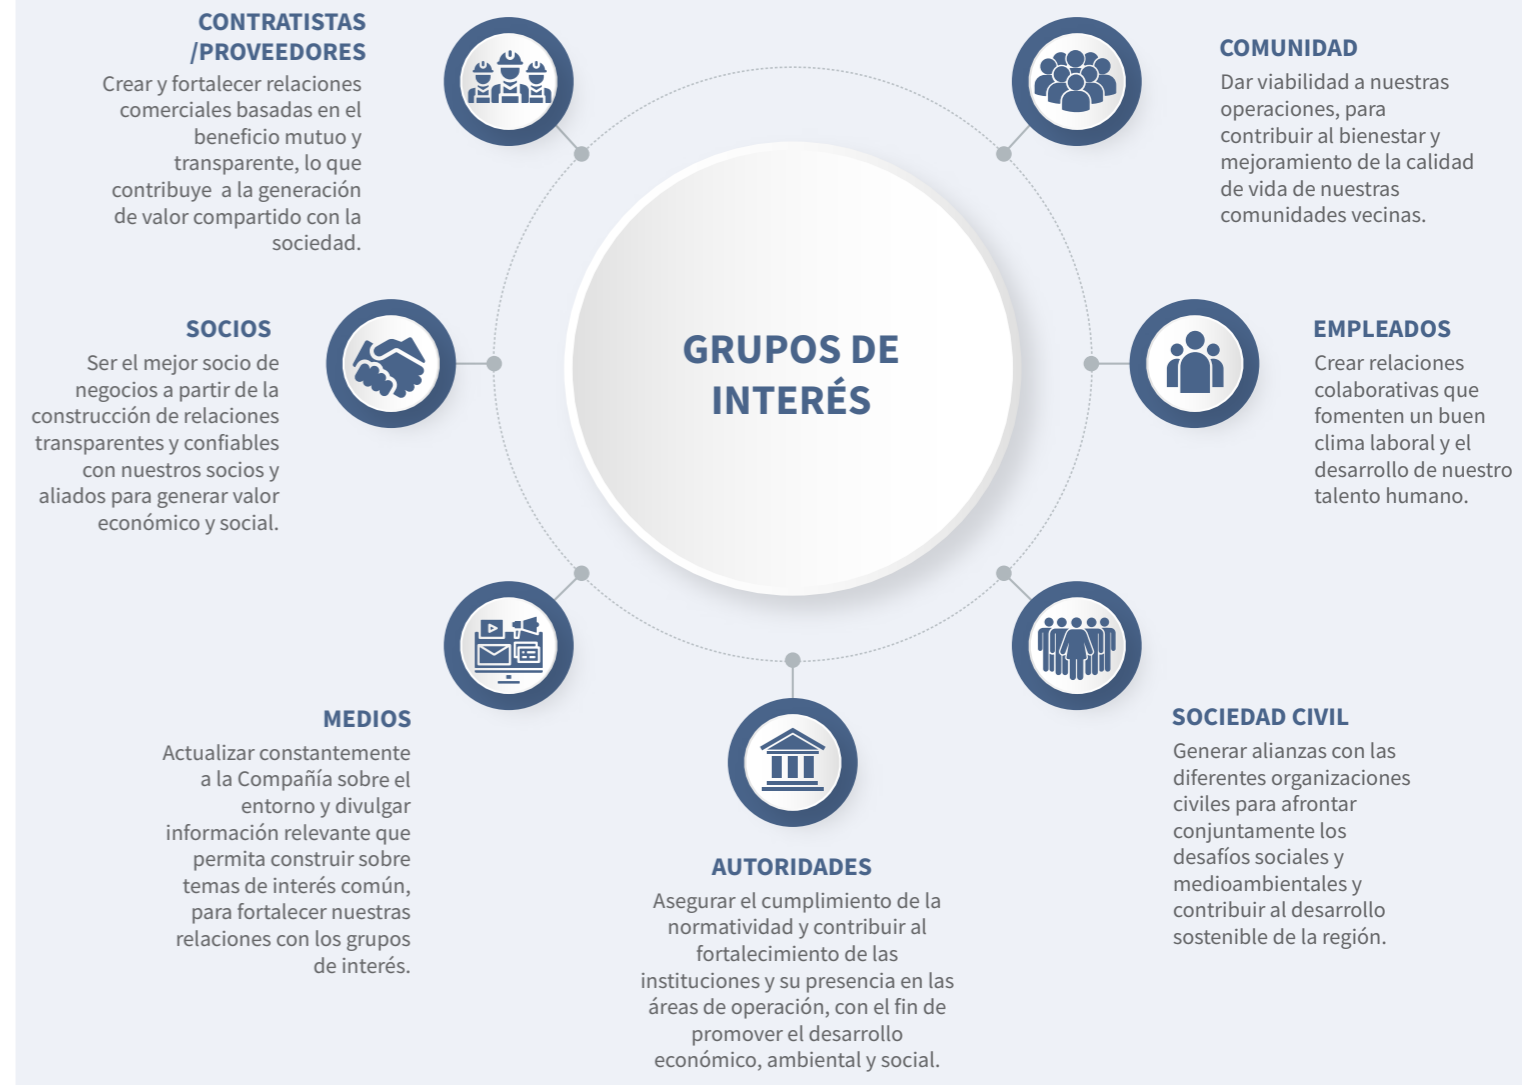 CONTRATISTAS
/PROVEEDORES
Crear y fortalecer relaciones
comerciales basadas en el
beneficio mutuo y
transparente, lo que
contribuye a la generación
de valor compartido con la
sociedad.
COMUNIDAD
Dar viabilidad a nuestras
operaciones, para
contribuir al bienestar y
mejoramiento de la calidad
de vida de nuestras
comunidades vecinas.
GRUPOS DE
INTERÉS
SOCIOS
Ser el mejor socio de
negocios a partir de la
construcción de relaciones
transparentes y confiables
con nuestros socios y
aliados para generar valor
económico y social.
EMPLEADOS
Crear relaciones
colaborativas que
fomenten un buen
clima laboral y el
desarrollo de nuestro
talento humano.
MEDIOS
Actualizar constantemente
a la Compañía sobre el
entorno y divulgar
información relevante que
permita construir sobre
temas de interés común,
para fortalecer nuestras
relaciones con los grupos
de interés.
AUTORIDADES
Asegurar el cumplimiento de la
normatividad y contribuir al
fortalecimiento de las
instituciones y su presencia en las
áreas de operación, con el fin de
promover el desarrollo
económico, ambiental y social.
SOCIEDAD CIVIL
Generar alianzas con las
diferentes organizaciones
civiles para afrontar
conjuntamente los
desafíos sociales y
medioambientales y
contribuir al desarrollo
sostenible de la región.